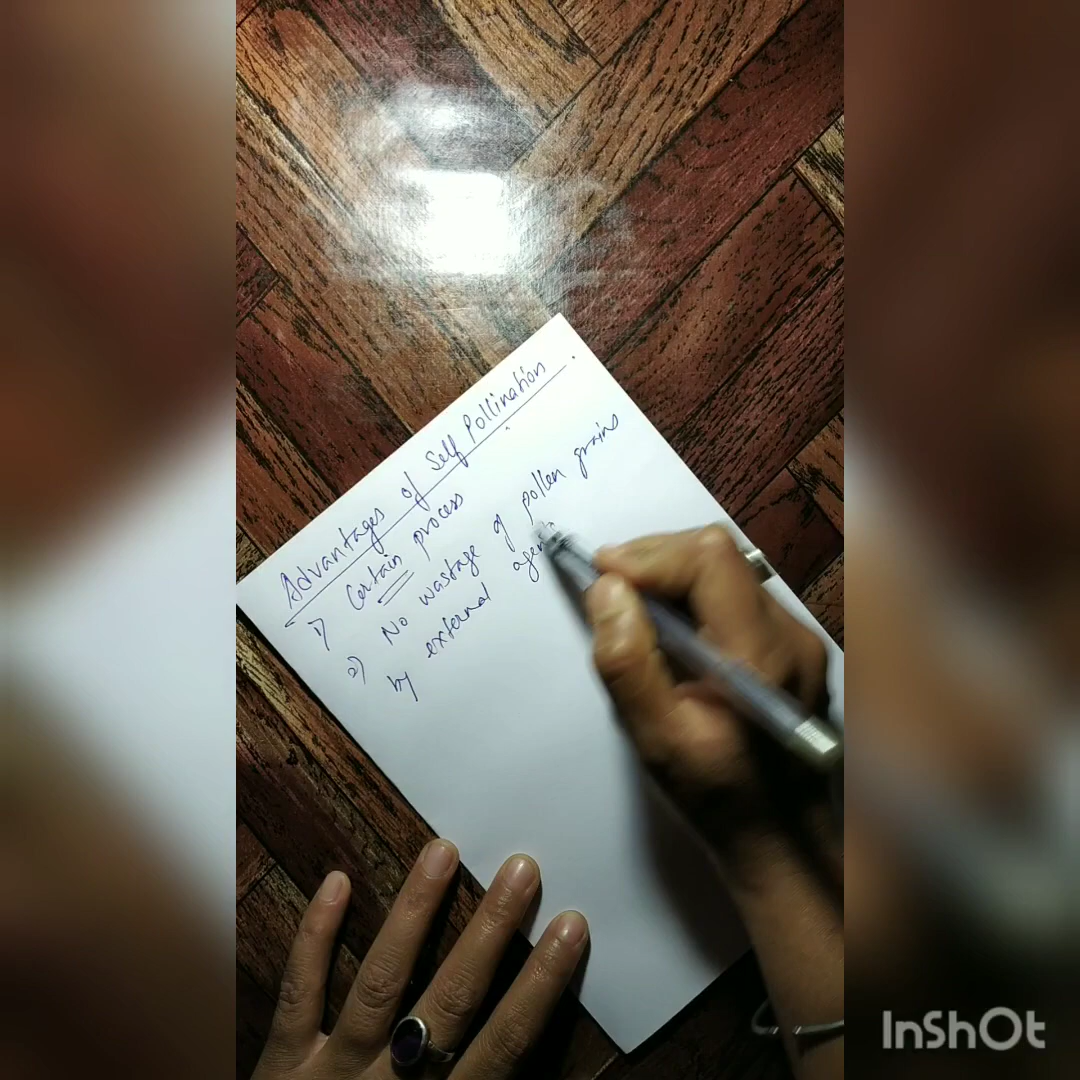 Advantages of Self Pollination.
1) Certain process
2) No wastage of pollen grains
by external
InShOt